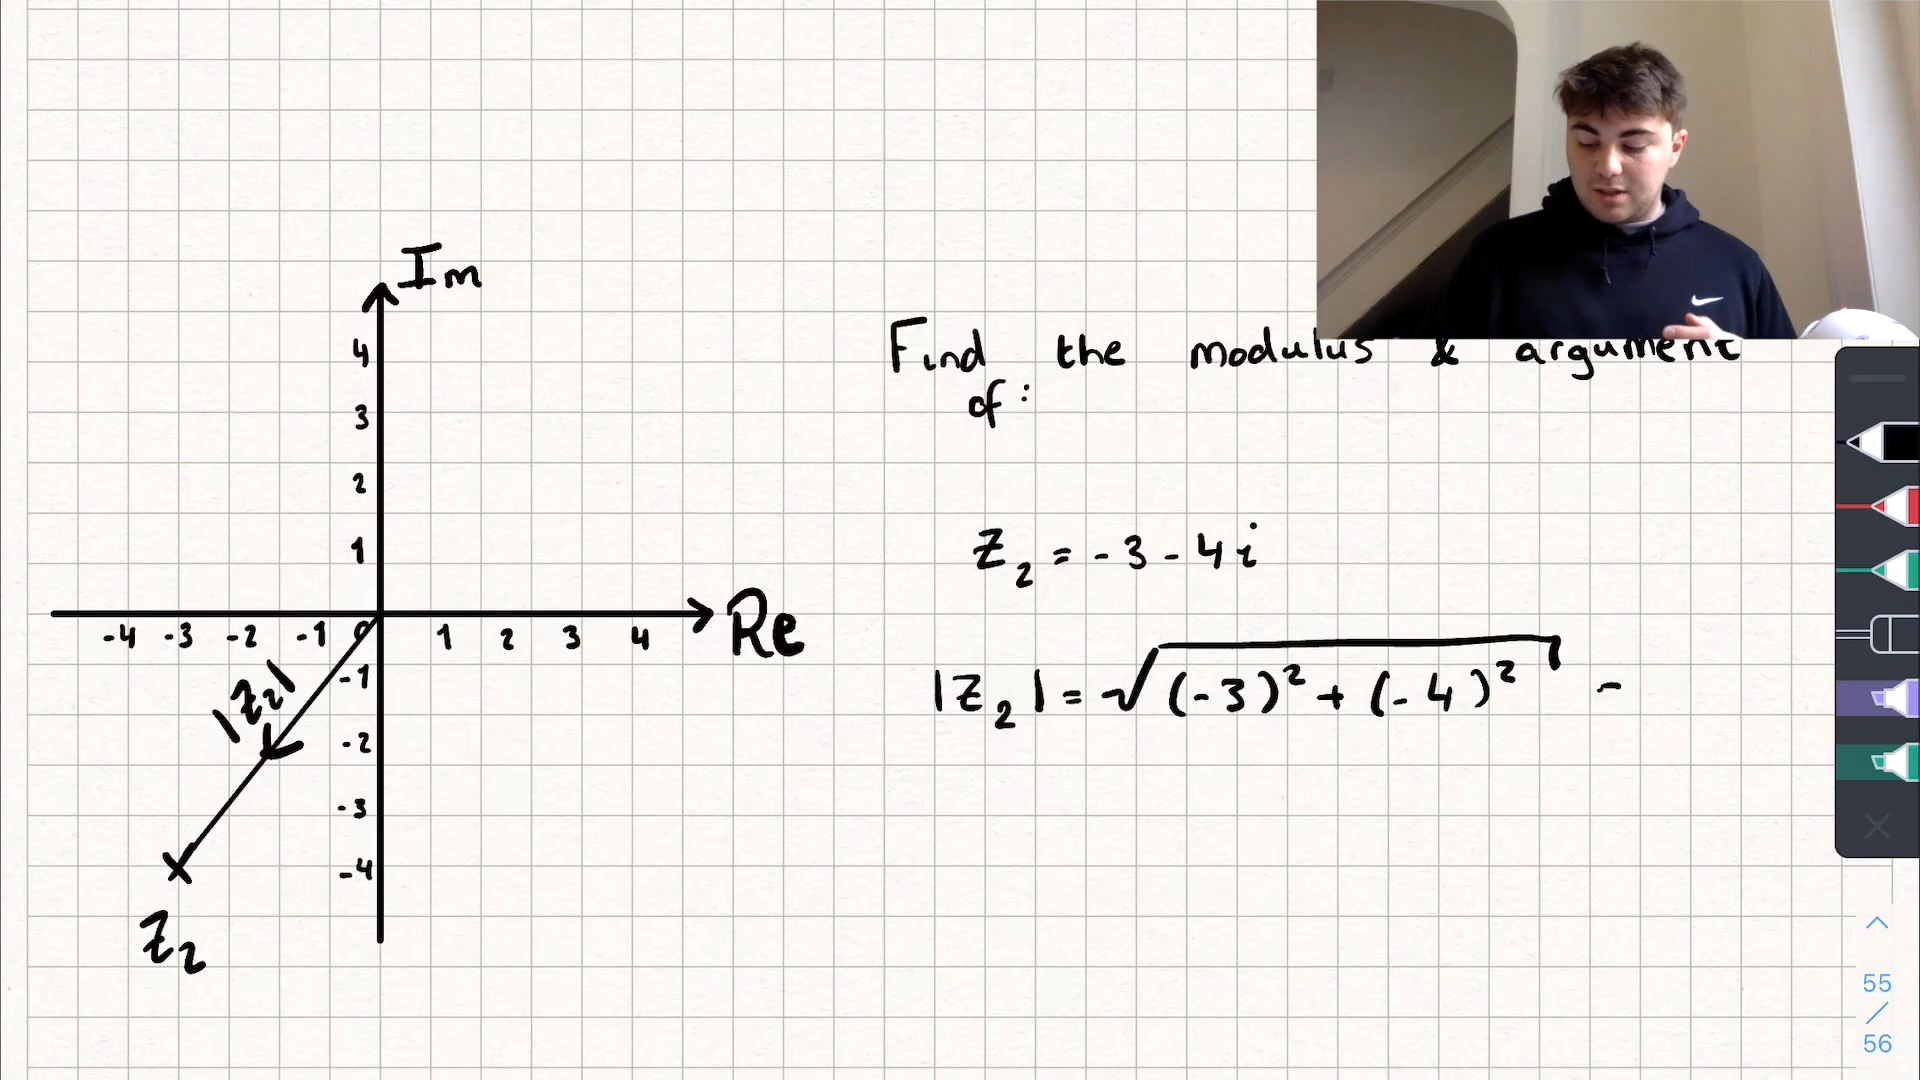 Im
4
3
2
1
-4 -3 -2 -1 0 1 2 3 4 Re
-1
-2
-3
-4
|Z₂|
Z₂
Find the modulus & argument
of:
Z₂ = -3 - 4i
|Z₂| = √((-3)² + (-4)²) -
55
/
56